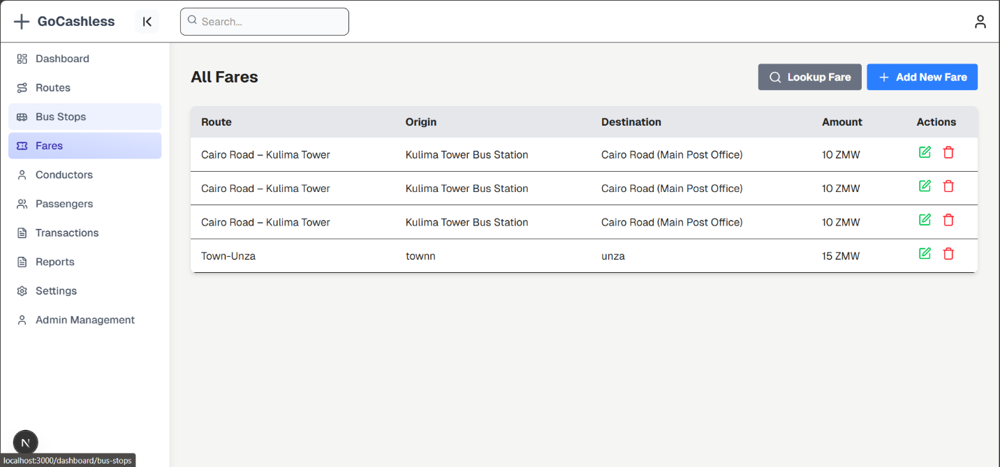 GoCashless
Search...
Dashboard
Routes
Bus Stops
Fares
Conductors
Passengers
Transactions
Reports
Settings
Admin Management
All Fares
Lookup Fare
+ Add New Fare
Route Origin Destination Amount Actions
Cairo Road – Kulima Tower Kulima Tower Bus Station Cairo Road (Main Post Office) 10 ZMW
Cairo Road – Kulima Tower Kulima Tower Bus Station Cairo Road (Main Post Office) 10 ZMW
Cairo Road – Kulima Tower Kulima Tower Bus Station Cairo Road (Main Post Office) 10 ZMW
Town-Unza townn unza 15 ZMW
N
localhost:3000/dashboard/bus-stops